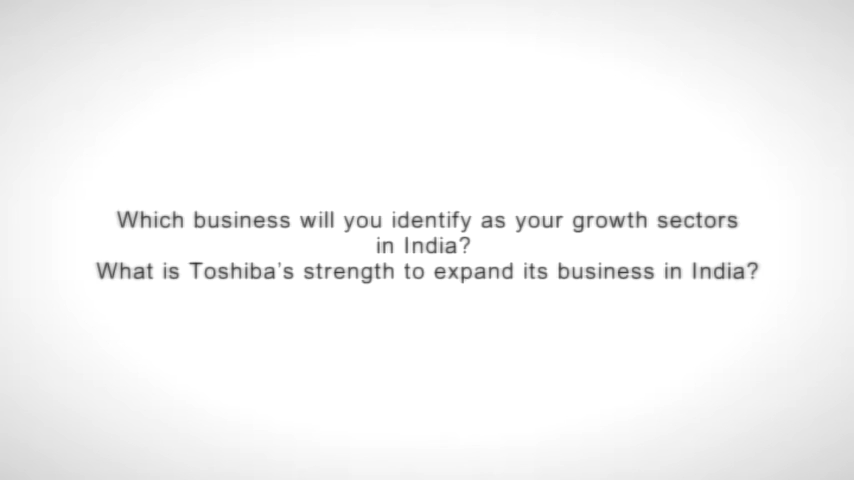 Which business will you identify as your growth sectors
in India?
What is Toshiba's strength to expand its business in India?